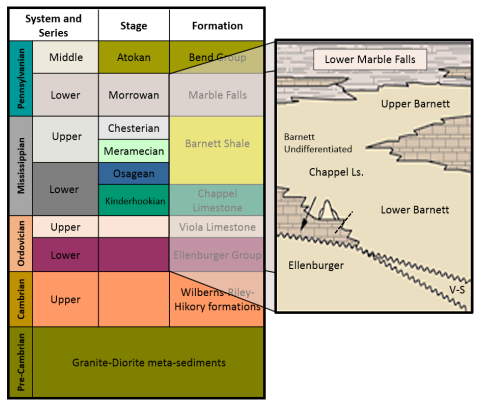 System and Series Stage Formation
Pennsylvanian
Middle Atokan Bend Group
Lower Morrowan Marble Falls
Mississippian
Upper Chesterian Barnett Shale
Meramecian
Lower Osagean
Kinderhookian Chappel Limestone
Ordovician
Upper Viola Limestone
Lower Ellenburger Group
Cambrian
Upper Wilberns-Riley-Hikory formations
Pre-Cambrian
Granite-Diorite meta-sediments
Lower Marble Falls
Upper Barnett
Barnett
Undifferentiated
Chappel Ls.
Lower Barnett
Ellenburger
V-S